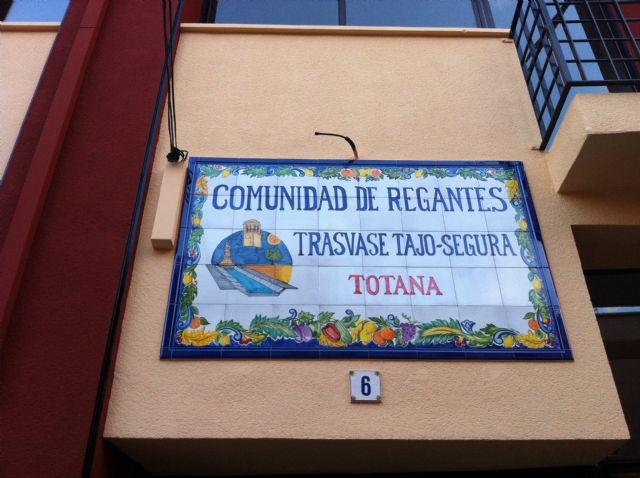 COMUNIDAD DE REGANTES
TRASVASE TAJO-SEGURA
TOTANA
6